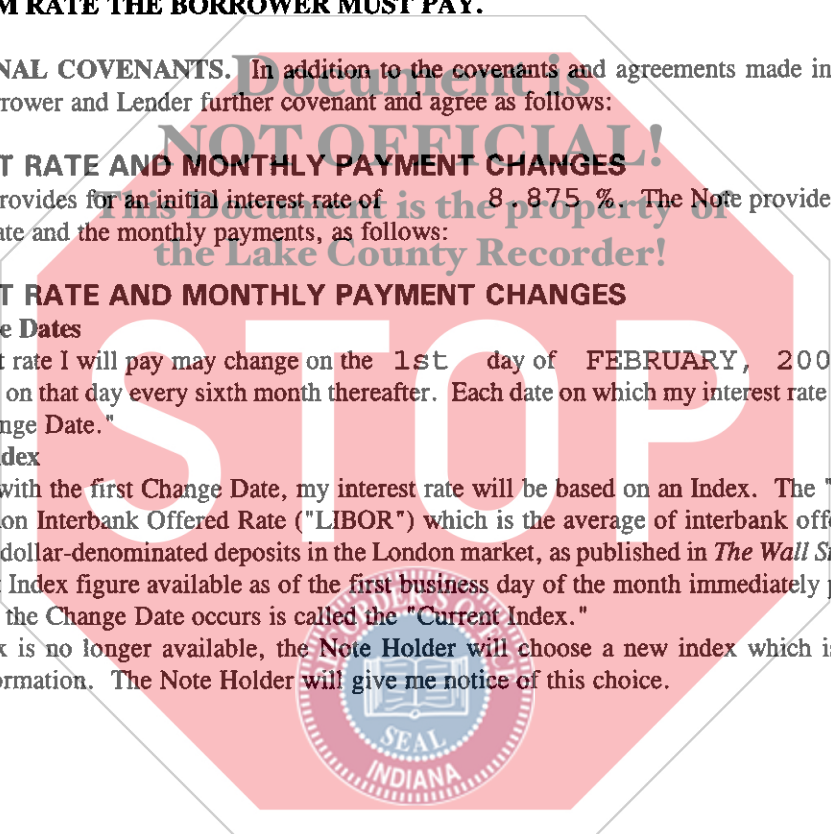 M RATE THE BORROWER MUST PAY.
NAL COVENANTS. In addition to the covenants and agreements made in
rrower and Lender further covenant and agree as follows:
Document is
NOT OFFICIAL!
This Document is the property of
the Lake County Recorder!
T RATE AND MONTHLY PAYMENT CHANGES
rovides for an initial interest rate of 8.875 %. The Note provide
ate and the monthly payments, as follows:
T RATE AND MONTHLY PAYMENT CHANGES
e Dates
t rate I will pay may change on the 1st day of FEBRUARY, 200
on that day every sixth month thereafter. Each date on which my interest rate
nge Date."
dex
with the first Change Date, my interest rate will be based on an Index. The "
on Interbank Offered Rate ("LIBOR") which is the average of interbank off
dollar-denominated deposits in the London market, as published in The Wall S
t Index figure available as of the first business day of the month immediately p
the Change Date occurs is called the "Current Index."
x is no longer available, the Note Holder will choose a new index which is
ormation. The Note Holder will give me notice of this choice.
STOP
SEAL
INDIANA